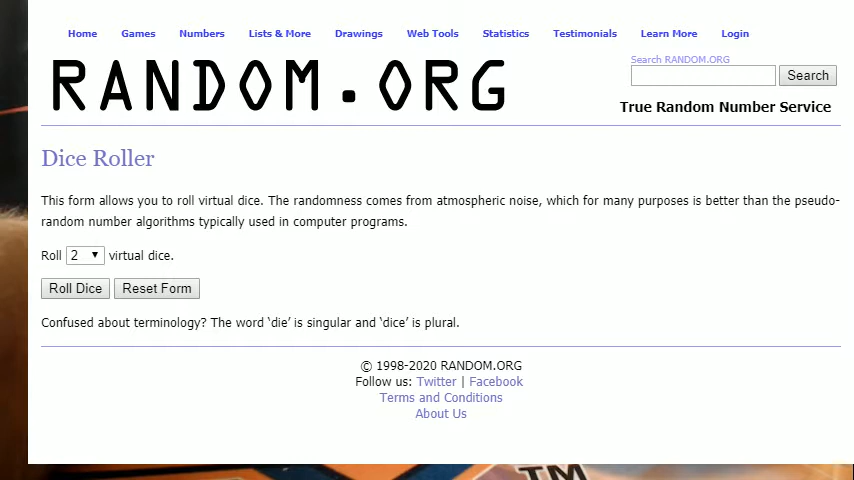 Home Games Numbers Lists & More Drawings Web Tools Statistics Testimonials Learn More Login
RANDOM.ORG
Search RANDOM.ORG
Search
True Random Number Service
Dice Roller
This form allows you to roll virtual dice. The randomness comes from atmospheric noise, which for many purposes is better than the pseudo-
random number algorithms typically used in computer programs.
Roll 2 virtual dice.
Roll Dice Reset Form
Confused about terminology? The word ‘die’ is singular and ‘dice’ is plural.
© 1998-2020 RANDOM.ORG
Follow us: Twitter | Facebook
Terms and Conditions
About Us
TM